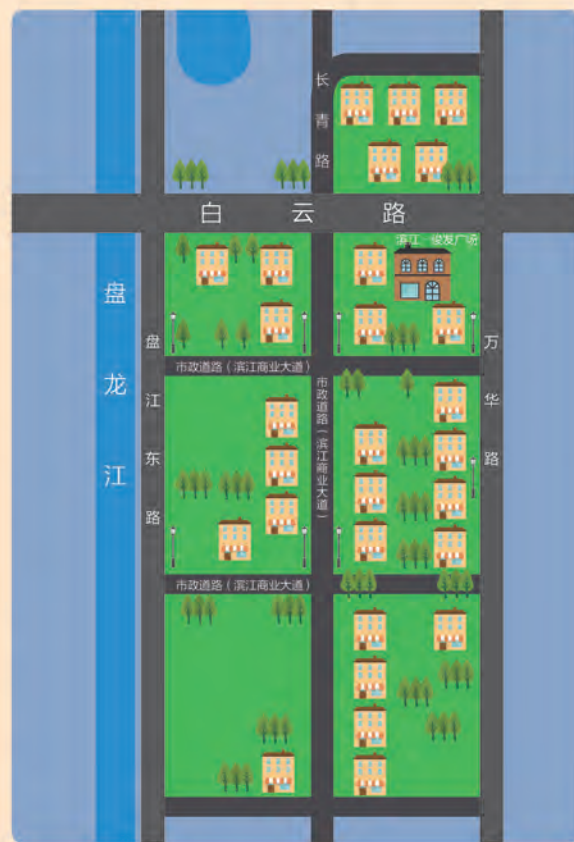 长青路
白云路
滨江 俊发广场
盘龙江
盘江东路
万华路
市政道路（滨江商业大道）
市政道路（滨江商业大道）
市政道路（滨江商业大道）